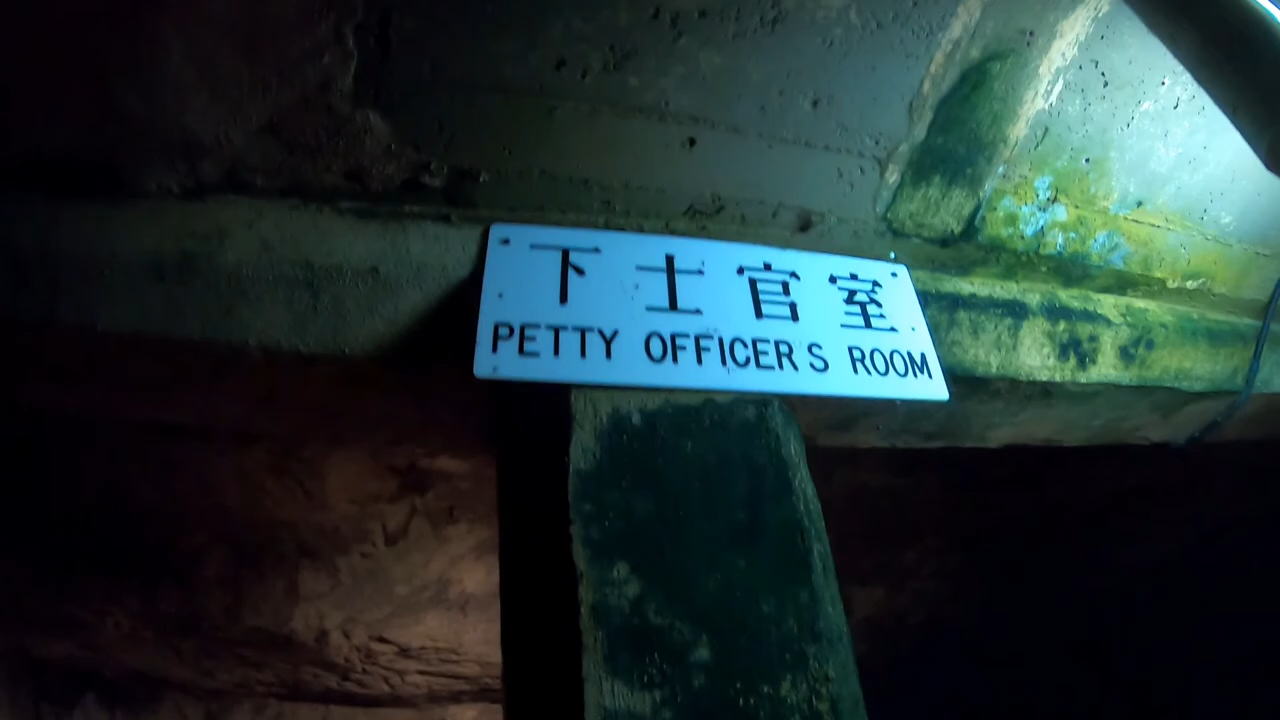 下士官室
PETTY OFFICER'S ROOM